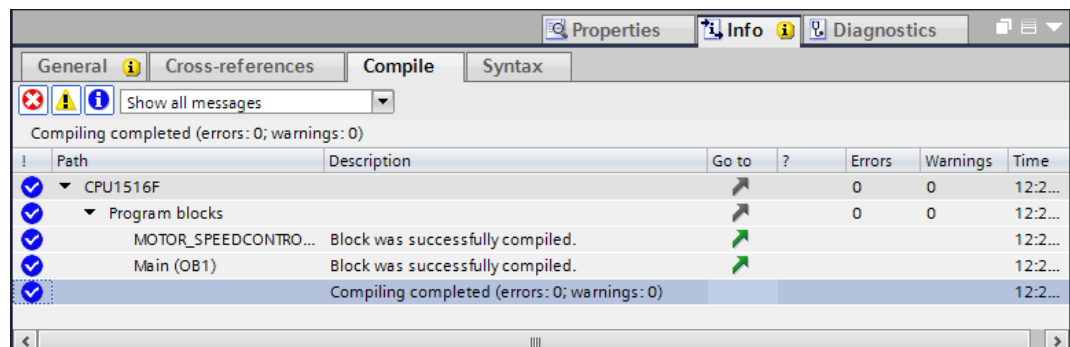 Properties Info Diagnostics
General Cross-references Compile Syntax
Show all messages
Compiling completed (errors: 0; warnings: 0)
! Path Description Go to ? Errors Warnings Time
CPU1516F 0 0 12:2...
Program blocks 0 0 12:2...
MOTOR_SPEEDCONTRO... Block was successfully compiled. 12:2...
Main (OB1) Block was successfully compiled. 12:2...
Compiling completed (errors: 0; warnings: 0) 12:2...